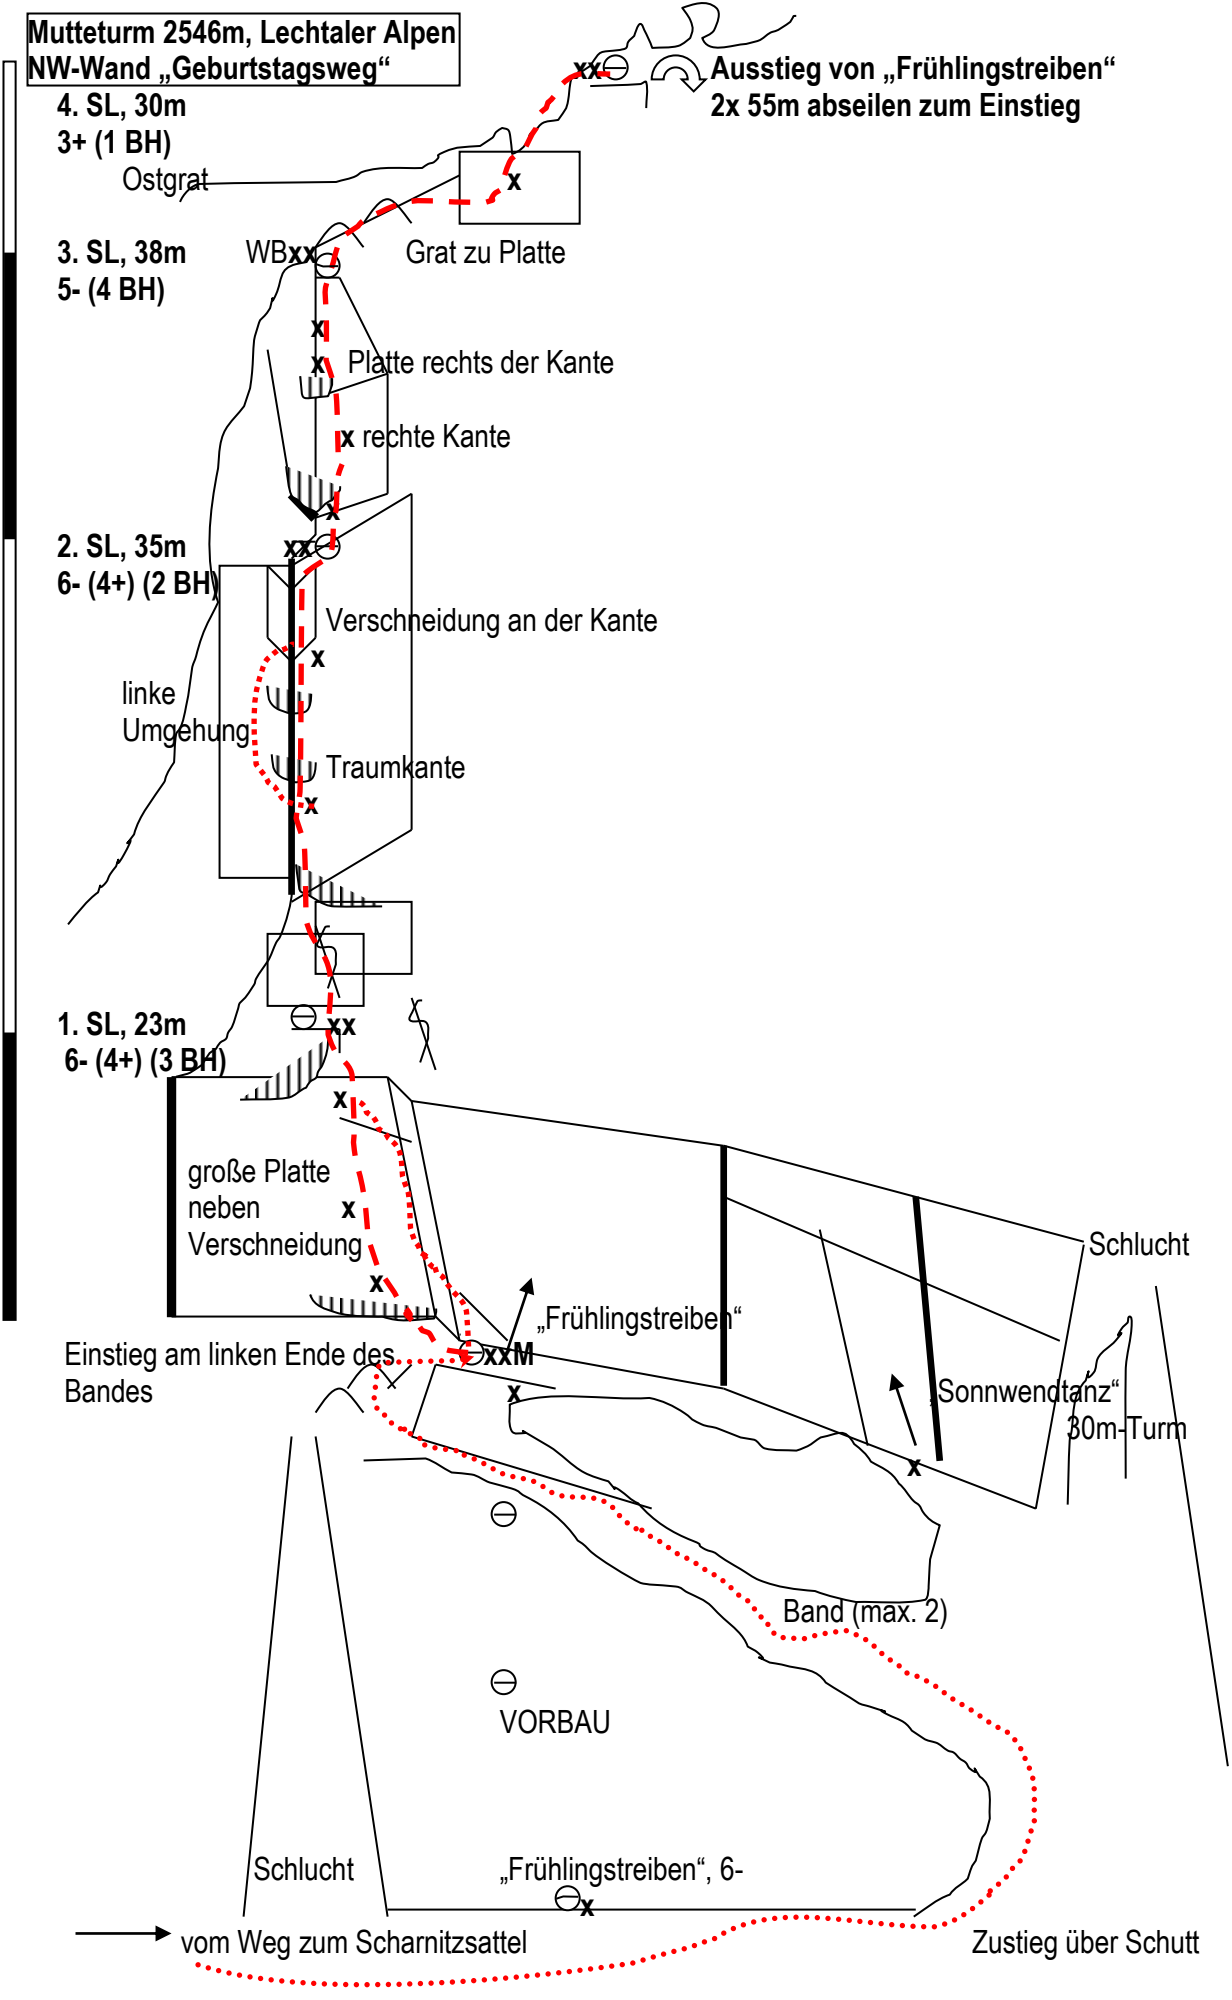 Mutteturm 2546m, Lechtaler Alpen
NW-Wand „Geburtstagsweg“
4. SL, 30m
3+ (1 BH)
xx
Ausstieg von „Frühlingstreiben“
2x 55m abseilen zum Einstieg
Ostgrat
x
3. SL, 38m
5- (4 BH)
WBxx
Grat zu Platte
x
x Platte rechts der Kante
x rechte Kante
x
2. SL, 35m
6- (4+) (2 BH)
xx
Verschneidung an der Kante
x
linke
Umgehung
Traumkante
x
1. SL, 23m
6- (4+) (3 BH)
xx
x
große Platte
neben
Verschneidung
x
x
Schlucht
„Frühlingstreiben“
Einstieg am linken Ende des
Bandes
xxM
x
„Sonnwendtanz“
30m-Turm
x
Band (max. 2)
VORBAU
Schlucht
„Frühlingstreiben“, 6-
x
vom Weg zum Scharnitzsattel
Zustieg über Schutt